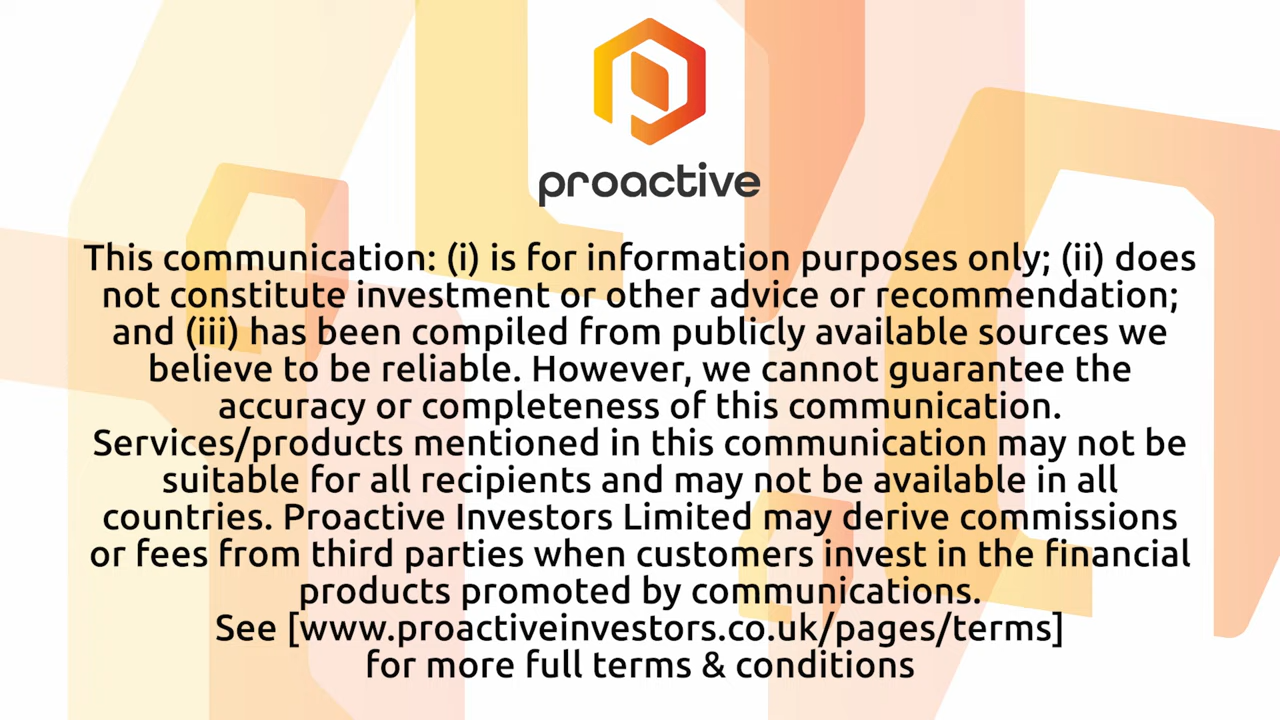 proactive
This communication: (i) is for information purposes only; (ii) does
not constitute investment or other advice or recommendation;
and (iii) has been compiled from publicly available sources we
believe to be reliable. However, we cannot guarantee the
accuracy or completeness of this communication.
Services/products mentioned in this communication may not be
suitable for all recipients and may not be available in all
countries. Proactive Investors Limited may derive commissions
or fees from third parties when customers invest in the financial
products promoted by communications.
See [www.proactiveinvestors.co.uk/pages/terms]
for more full terms & conditions